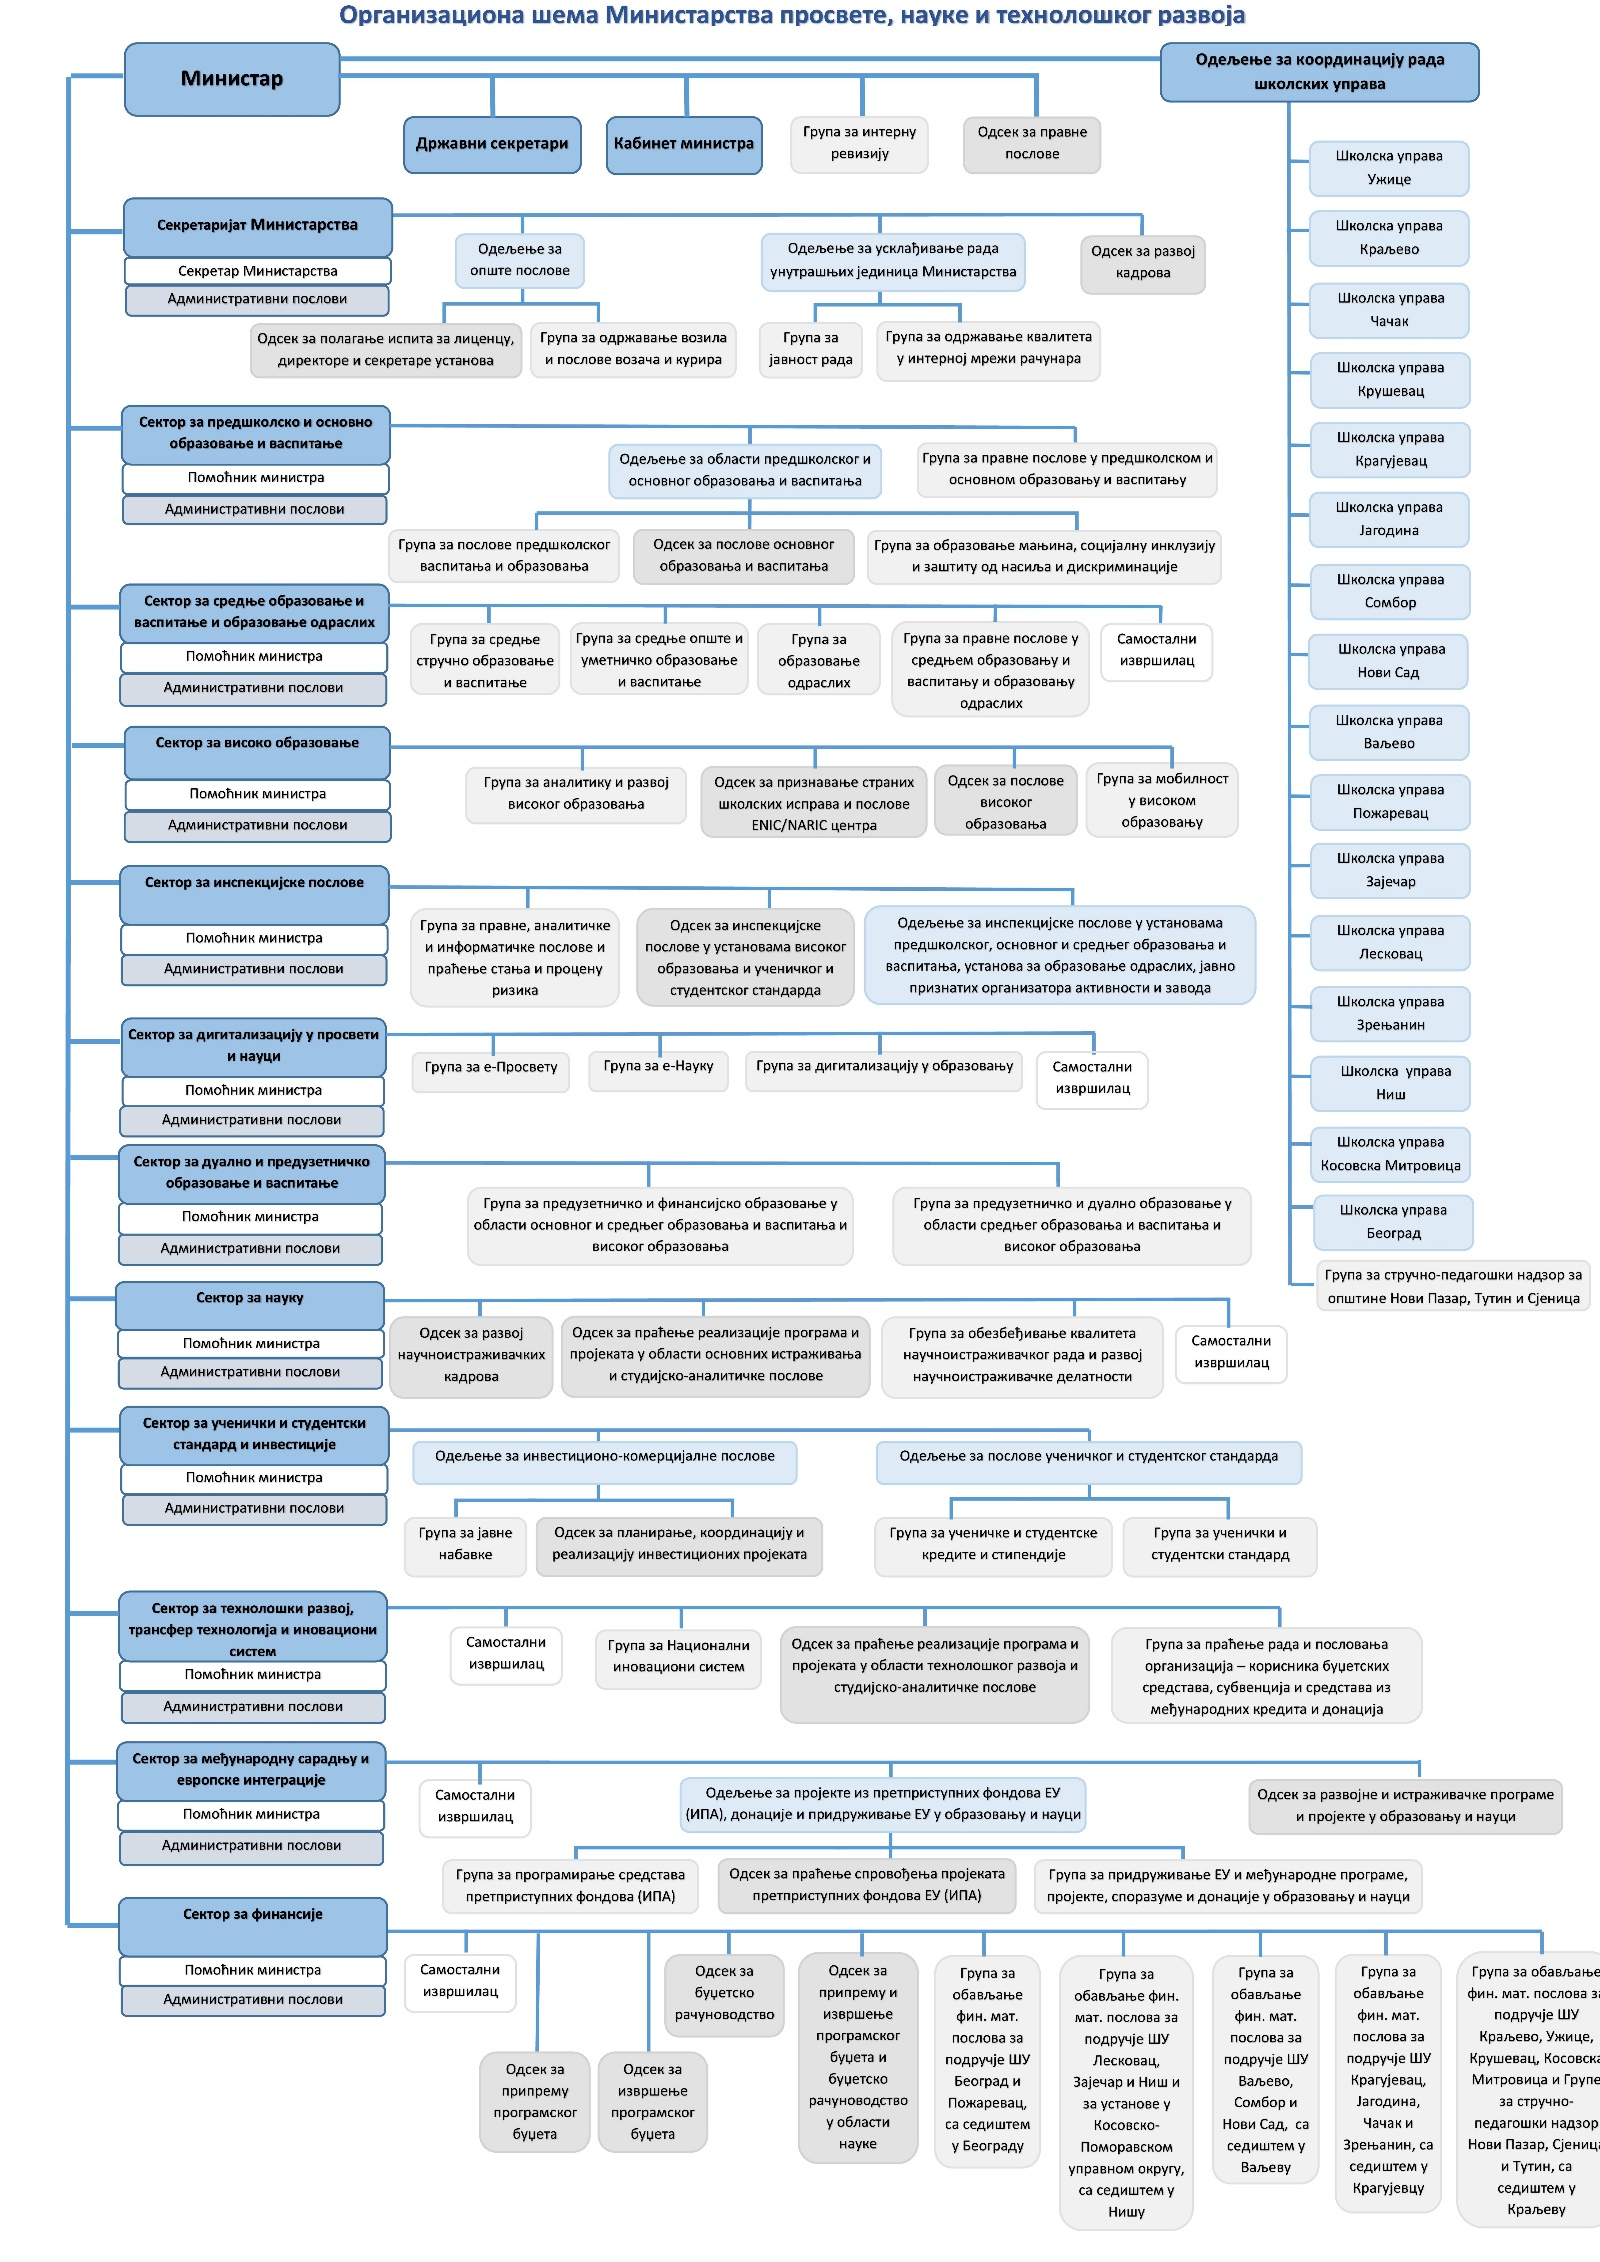 Организациона шема Министарства просвете, науке и технолошког развоја
Министар
Одељење за координацију рада
школских управа
Државни секретари
Кабинет министра
Група за интерну
ревизију
Одсек за правне
послове
Школска управа
Ужице
Школска управа
Краљево
Школска управа
Чачак
Школска управа
Крушевац
Школска управа
Крагујевац
Школска управа
Јагодина
Школска управа
Сомбор
Школска управа
Нови Сад
Школска управа
Ваљево
Школска управа
Пожаревац
Школска управа
Зајечар
Школска управа
Лесковац
Школска управа
Зрењанин
Школска  управа
Ниш
Школска управа
Косовска Митровица
Школска управа
Београд
Група за стручно-педагошки надзор за
општине Нови Пазар, Тутин и Сјеница
Секретаријат Министарства
Секретар Министарства
Административни послови
Одељење за
опште послове
Одељење за усклађивање рада
унутрашњих јединица Министарства
Одсек за развој
кадрова
Одсек за полагање испита за лиценцу,
директоре и секретаре установа
Група за одржавање возила
и послове возача и курира
Група за
јавност рада
Група за одржавање квалитета
у интерној мрежи рачунара
Сектор за предшколско и основно
образовање и васпитање
Помоћник министра
Административни послови
Одељење за области предшколског и
основног образовања и васпитања
Група за правне послове у предшколском и
основном образовању и васпитању
Група за послове предшколског
васпитања и образовања
Одсек за послове основног
образовања и васпитања
Група за образовање мањина, социјалну инклузију
и заштиту од насиља и дискриминације
Сектор за средње образовање и
васпитање и образовање одраслих
Помоћник министра
Административни послови
Група за средње
стручно образовање
и васпитање
Група за средње опште и
уметничко образовање
и васпитање
Група за
образовање
одраслих
Група за правне послове у
средњем образовању и
васпитању и образовању
одраслих
Самостални
извршилац
Сектор за високо образовање
Помоћник министра
Административни послови
Група за аналитику и развој
високог образовања
Одсек за признавање страних
школских исправа и послове
ENIC/NARIC центра
Одсек за послове
високог
образовања
Група за мобилност
у високом
образовању
Сектор за инспекцијске послове
Помоћник министра
Административни послови
Група за правне, аналитичке
и информатичке послове и
праћење стања и процену
ризика
Одсек за инспекцијске
послове у установама високог
образовања и ученичког и
студентског стандарда
Одељење за инспекцијске послове у установама
предшколског, основног и средњег образовања и
васпитања, установа за образовање одраслих, јавно
признатих организатора активности и завода
Сектор за дигитализацију у просвети
и науци
Помоћник министра
Административни послови
Група за е-Просвету
Група за е-Науку
Група за дигитализацију у образовању
Самостални
извршилац
Сектор за дуално и предузетничко
образовање и васпитање
Помоћник министра
Административни послови
Група за предузетничко и финансијско образовање у
области основног и средњег образовања и васпитања и
високог образовања
Група за предузетничко и дуално образовање у
области средњег образовања и васпитања и
високог образовања
Сектор за науку
Помоћник министра
Административни послови
Одсек за развој
научноистраживачких
кадрова
Одсек за праћење реализације програма и
пројеката у области основних истраживања
и студијско-аналитичке послове
Група за обезбеђивање квалитета
научноистраживачког рада и развој
научноистраживачке делатности
Самостални
извршилац
Сектор за ученички и студентски
стандард и инвестиције
Помоћник министра
Административни послови
Одељење за инвестиционо-комерцијалне послове
Одељење за послове ученичког и студентског стандарда
Група за јавне
набавке
Одсек за планирање, координацију и
реализацију инвестиционих пројеката
Група за ученичке и студентске
кредите и стипендије
Група за ученички и
студентски стандард
Сектор за технолошки развој,
трансфер технологија и иновациони
систем
Помоћник министра
Административни послови
Самостални
извршилац
Група за Национални
иновациони систем
Одсек за праћење реализације програма и
пројеката у области технолошког развоја и
студијско-аналитичке послове
Група за праћење рада и пословања
организација – корисника буџетских
средстава, субвенција и средстава из
међународних кредита и донација
Сектор за међународну сарадњу и
европске интеграције
Помоћник министра
Административни послови
Самостални
извршилац
Одељење за пројекте из претприступних фондова ЕУ
(ИПА), донације и придруживање ЕУ у образовању и науци
Одсек за развојне и истраживачке програме
и пројекте у образовању и науци
Група за програмирање средстава
претприступних фондова (ИПА)
Одсек за праћење спровођења пројеката
претприступних фондова ЕУ (ИПА)
Група за придруживање ЕУ и међународне програме,
пројекте, споразуме и донације у образовању и науци
Сектор за финансије
Помоћник министра
Административни послови
Самостални
извршилац
Одсек за
припрему
програмског
буџета
Одсек за
извршење
програмског
буџета
Одсек за
буџетско
рачуноводство
Одсек за
припрему и
извршење
програмског
буџета и
буџетско
рачуноводство
у области
науке
Група за
обављање
фин. мат.
послова за
подручје ШУ
Београд и
Пожаревац,
са седиштем
у Београду
Група за
обављање фин.
мат. послова за
подручје ШУ
Лесковац,
Зајечар и Ниш и
за установе у
Косовско-
Поморавском
управном округу,
са седиштем у
Нишу
Група за
обављање
фин. мат.
послова за
подручје ШУ
Ваљево,
Сомбор и
Нови Сад,  са
седиштем у
Ваљеву
Група за
обављање
фин. мат.
послова за
подручје ШУ
Крагујевац,
Јагодина,
Чачак и
Зрењанин, са
седиштем у
Крагујевцу
Група за обављање
фин. мат. послова за
подручје ШУ
Краљево, Ужице,
Крушевац, Косовска
Митровица и Групе
за стручно-
педагошки надзор
Нови Пазар, Сјеница
и Тутин, са
седиштем у
Краљеву